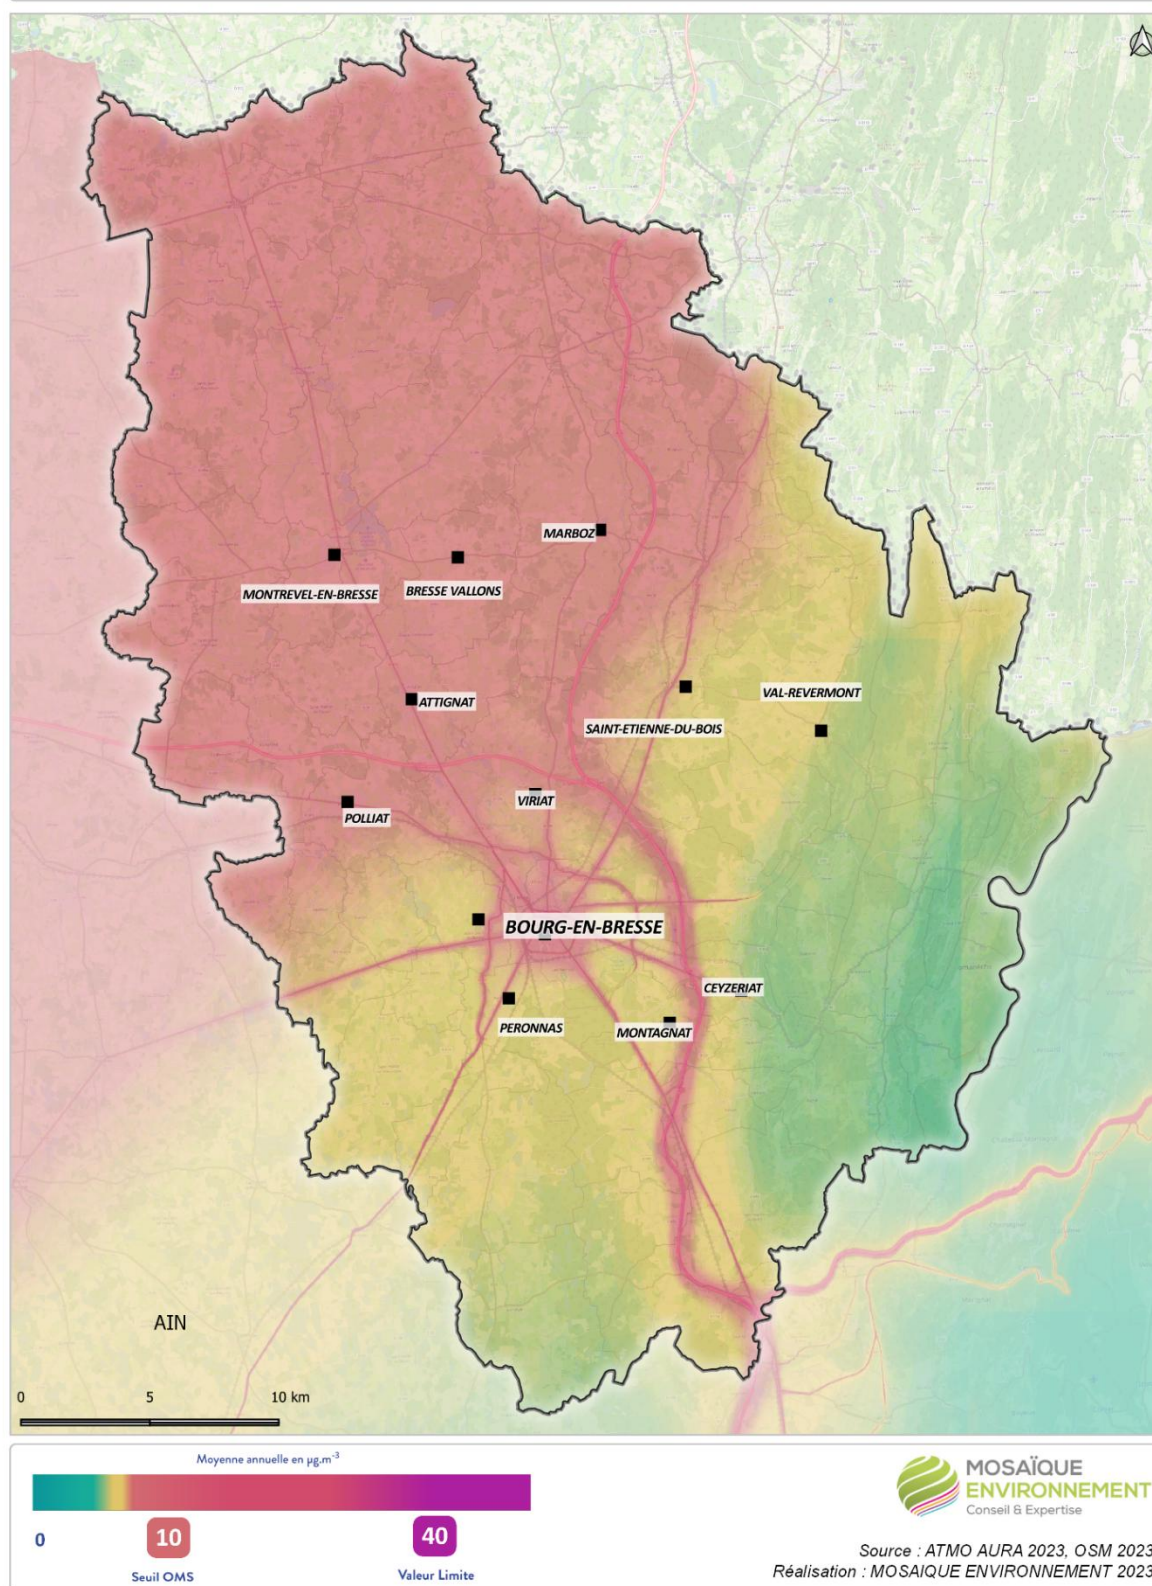 MARBOZ
MONTREVEL-EN-BRESSE
BRESSE VALLONS
ATTIGNAT
VAL-REVERMONT
SAINT-ETIENNE-DU-BOIS
VIRIAT
POLLIAT
BOURG-EN-BRESSE
CEYZERIAT
PERONNAS
MONTAGNAT
AIN
0 5 10 km
Moyenne annuelle en µg.m-3
0 10 40
Seuil OMS Valeur Limite
MOSAÏQUE
ENVIRONNEMENT
Conseil & Expertise
Source : ATMO AURA 2023, OSM 2023
Réalisation : MOSAIQUE ENVIRONNEMENT 2023